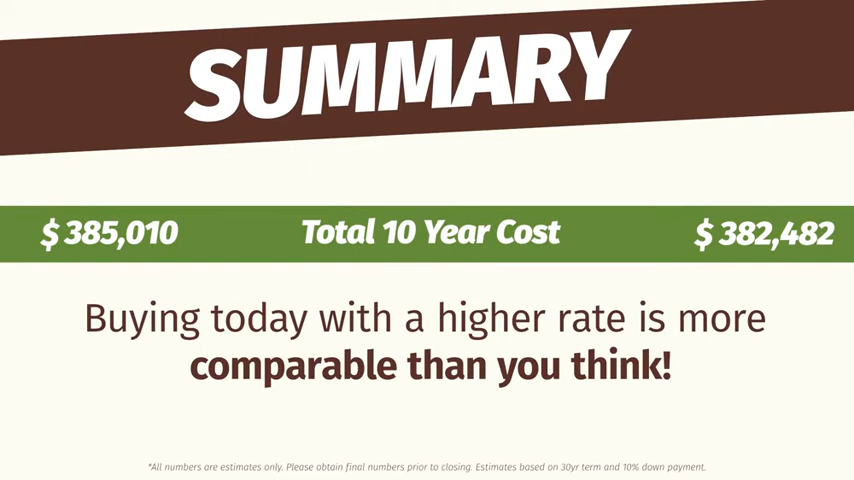 SUMMARY
$ 385,010 Total 10 Year Cost $ 382,482
Buying today with a higher rate is more
comparable than you think!
*All numbers are estimates only. Please obtain final numbers prior to closing. Estimates based on 30yr term and 10% down payment.